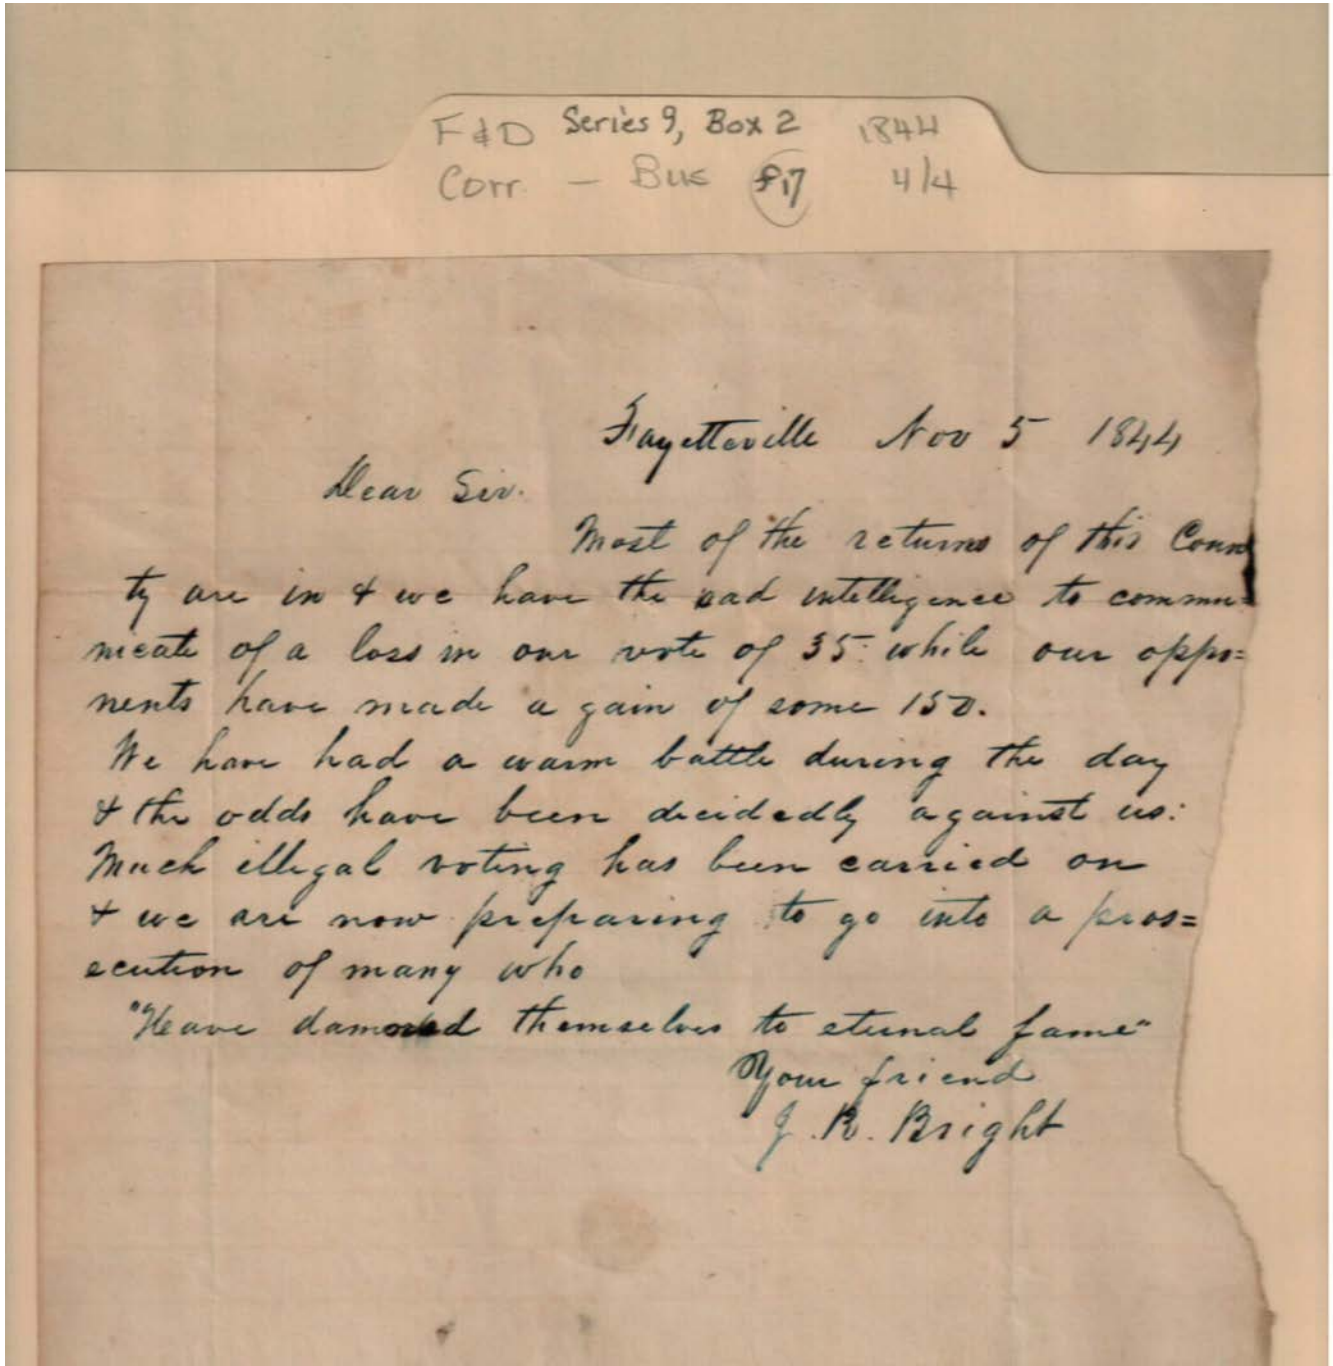 F & D Series 9, Box 2 1844
Corr. — Bus f17 4/4
Fayetteville Nov 5 1844
Dear Sir.
Most of the returns of this Coun
ty are in & we have the sad intelligence to commu=
nicate of a loss in our vote of 35 while our oppo=
nents have made a gain of some 150.
We have had a warm battle during the day
& the odds have been decidedly against us:
Much illegal voting has been carried on
& we are now preparing to go into a pros=
ecution of many who
"Have damned themselves to eternal fame"
Your friend
J. R. Bright